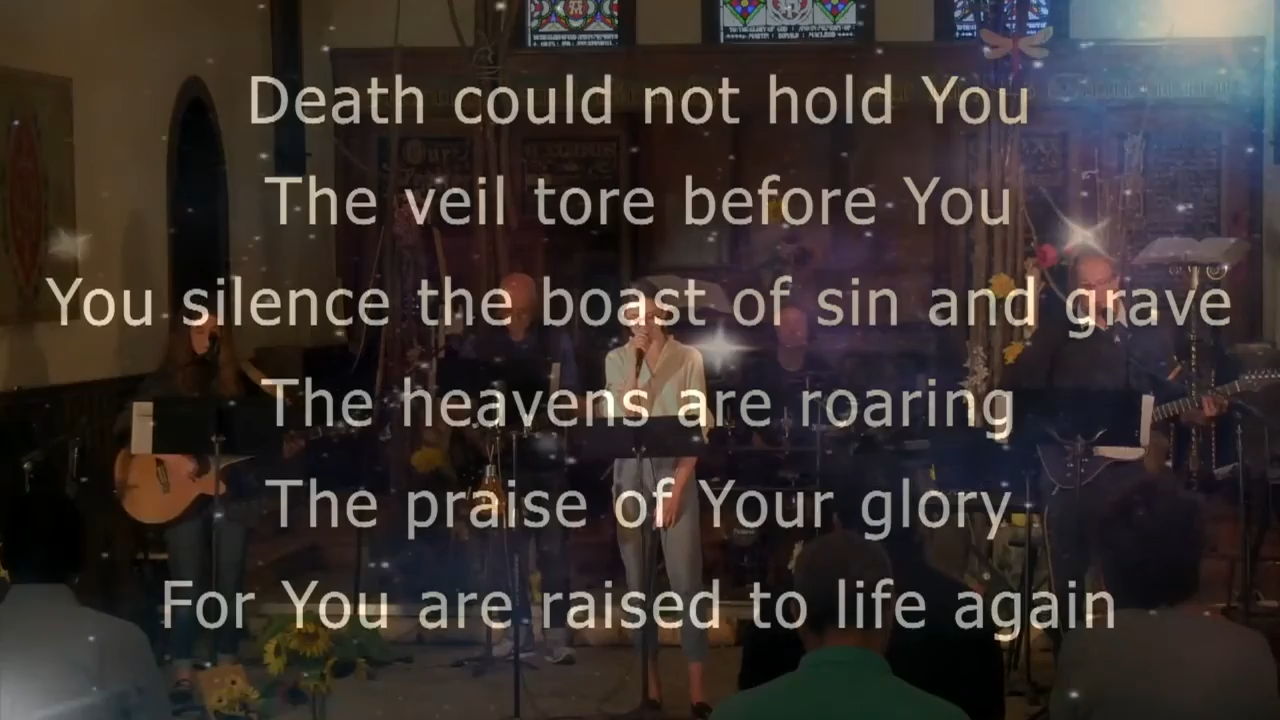 Death could not hold You
The veil tore before You
You silence the boast of sin and grave
The heavens are roaring
The praise of Your glory
For You are raised to life again